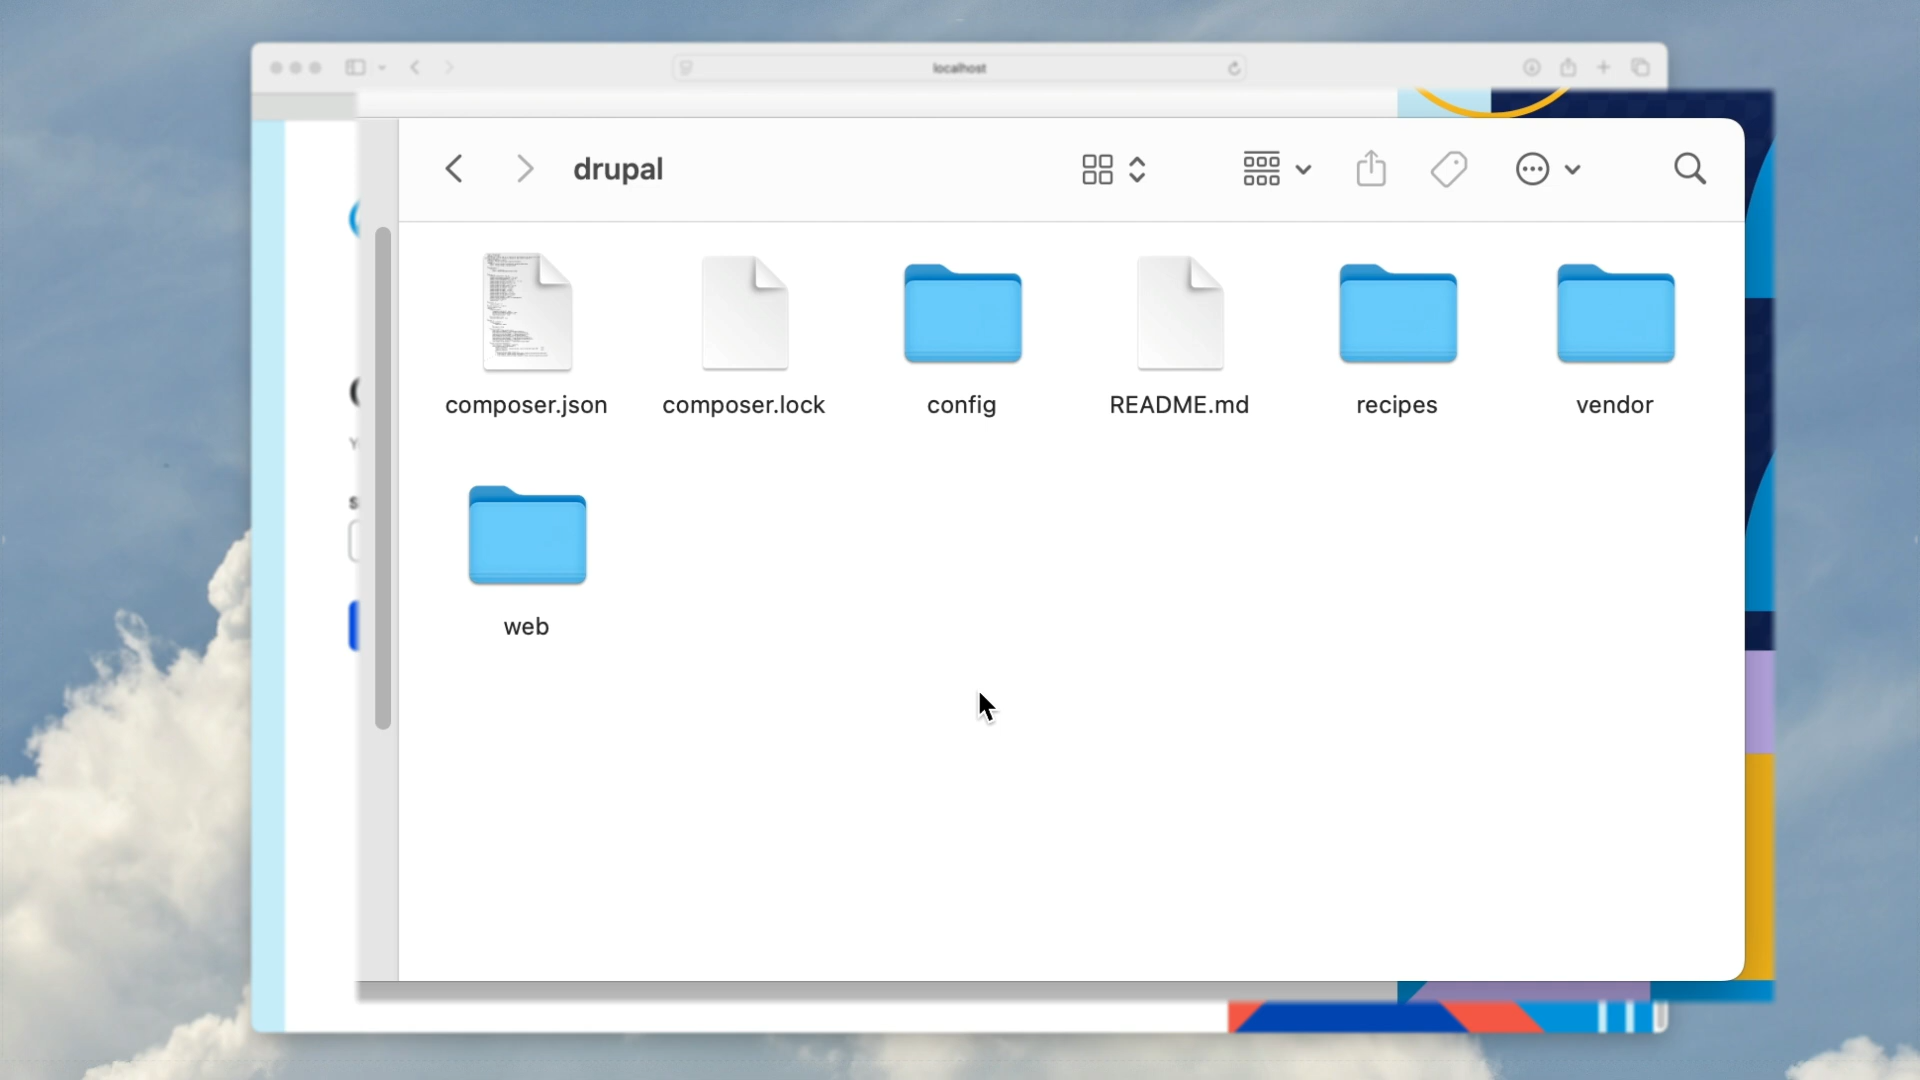 localhost
drupal
composer.json
composer.lock
config
README.md
recipes
vendor
web